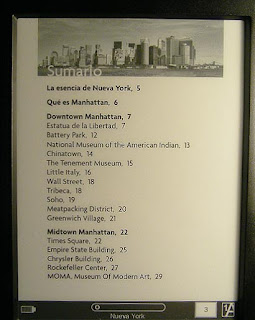 Sumario
La esencia de Nueva York, 5
Qué es Manhattan, 6
Downtown Manhattan, 7
Estatua de la Libertad, 7
Battery Park, 12
National Museum of the American Indian, 13
Chinatown, 14
The Tenement Museum, 15
Little Italy, 16
Wall Street, 18
Tribeca, 18
Soho, 19
Meatpacking District, 20
Greenwich Village, 21
Midtown Manhattan, 22
Times Square, 22
Empire State Building, 25
Chrysler Building, 26
Rockefeller Center, 27
MOMA, Museum Of Modern Art, 29
Nueva York
3